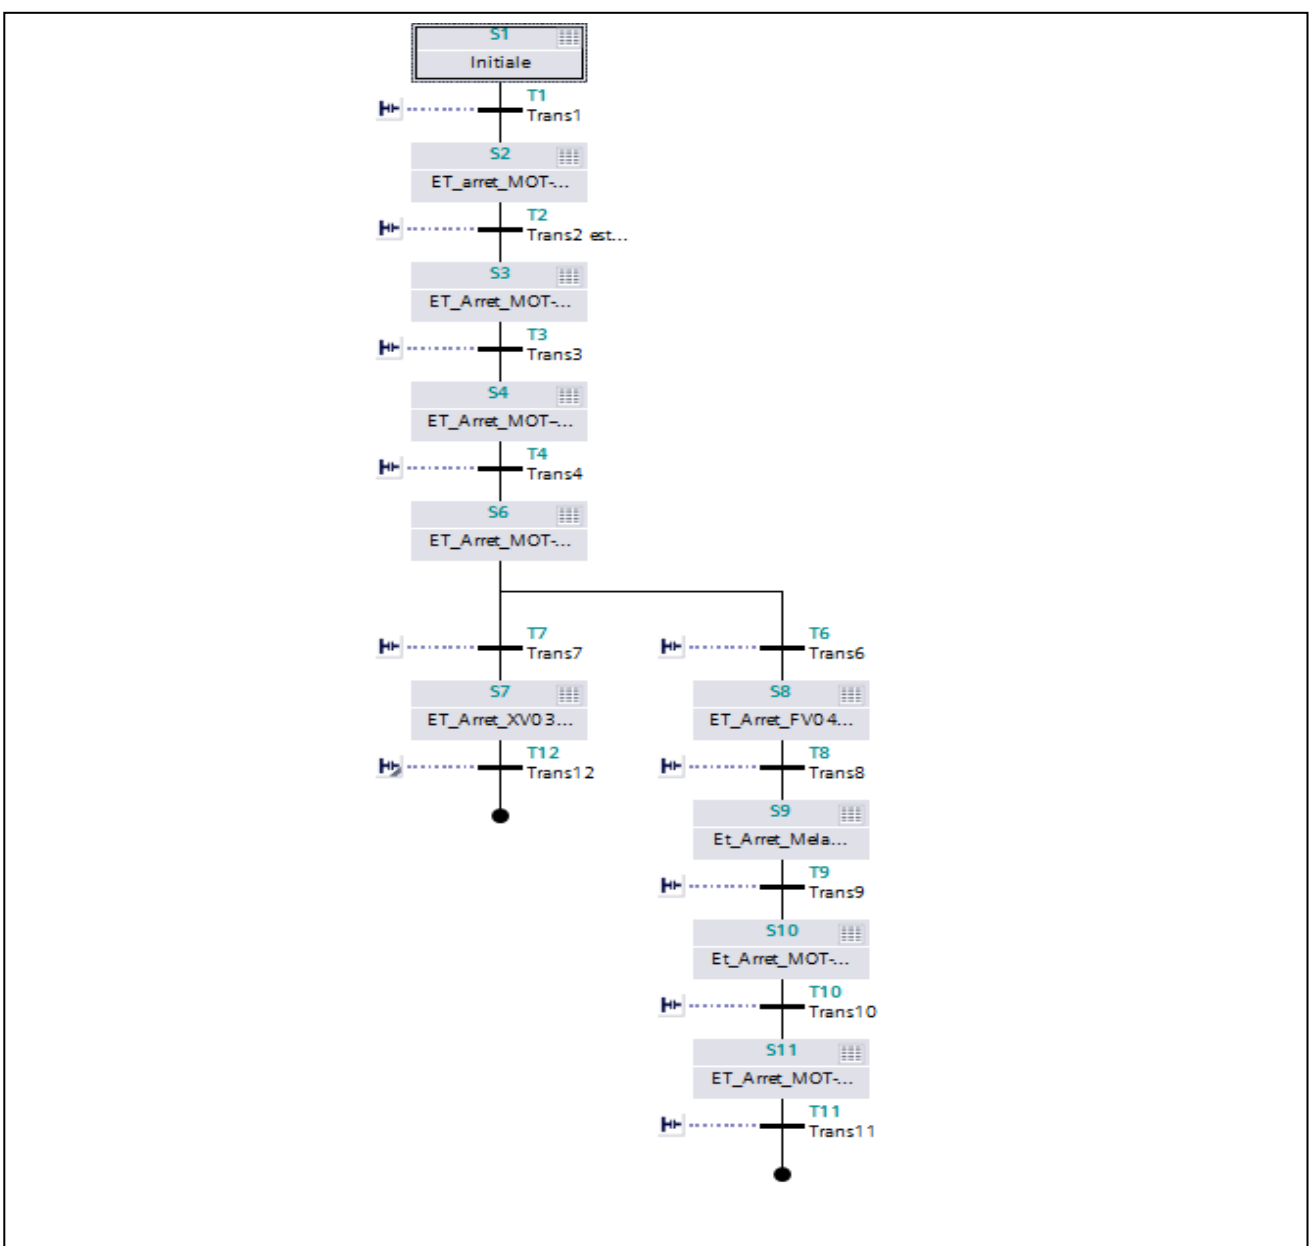 S1
Initiale
T1
Trans1
S2
ET_arret_MOT-...
T2
Trans2 est...
S3
ET_Arret_MOT-...
T3
Trans3
S4
ET_Arret_MOT-...
T4
Trans4
S6
ET_Arret_MOT-...
T7
Trans7
S7
ET_Arret_XV03...
T12
Trans12
T6
Trans6
S8
ET_Arret_FV04...
T8
Trans8
S9
Et_Arret_Mela...
T9
Trans9
S10
Et_Arret_MOT-...
T10
Trans10
S11
ET_Arret_MOT-...
T11
Trans11